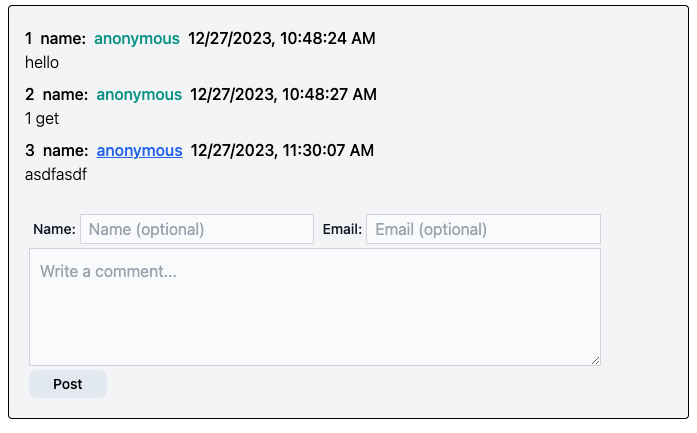 1 name: anonymous 12/27/2023, 10:48:24 AM
hello
2 name: anonymous 12/27/2023, 10:48:27 AM
1 get
3 name: anonymous 12/27/2023, 11:30:07 AM
asdfasdf
Name: Name (optional) Email: Email (optional)
Write a comment...
Post